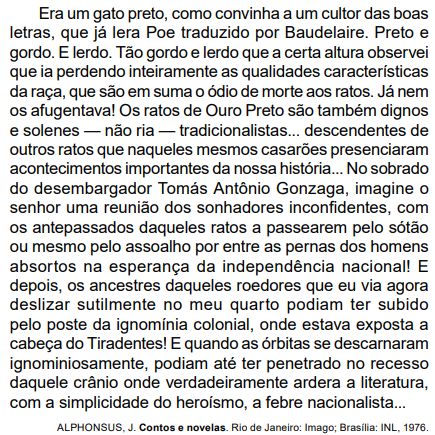 Era um gato preto, como convinha a um cultor das boas
letras, que já lera Poe traduzido por Baudelaire. Preto e
gordo. E lerdo. Tão gordo e lerdo que a certa altura observei
que ia perdendo inteiramente as qualidades características
da raça, que são em suma o ódio de morte aos ratos. Já nem
os afugentava! Os ratos de Ouro Preto são também dignos
e solenes — não ria — tradicionalistas... descendentes de
outros ratos que naqueles mesmos casarões presenciaram
acontecimentos importantes da nossa história... No sobrado
do desembargador Tomás Antônio Gonzaga, imagine o
senhor uma reunião dos sonhadores inconfidentes, com
os antepassados daqueles ratos a passearem pelo sótão
ou mesmo pelo assoalho por entre as pernas dos homens
absortos na esperança da independência nacional! E
depois, os ancestres daqueles roedores que eu via agora
deslizar sutilmente no meu quarto podiam ter subido
pelo poste da ignomínia colonial, onde estava exposta a
cabeça do Tiradentes! E quando as órbitas se descarnaram
ignominiosamente, podiam até ter penetrado no recesso
daquele crânio onde verdadeiramente ardera a literatura,
com a simplicidade do heroísmo, a febre nacionalista...
ALPHONSUS, J. Contos e novelas. Rio de Janeiro: Imago; Brasília: INL, 1976.